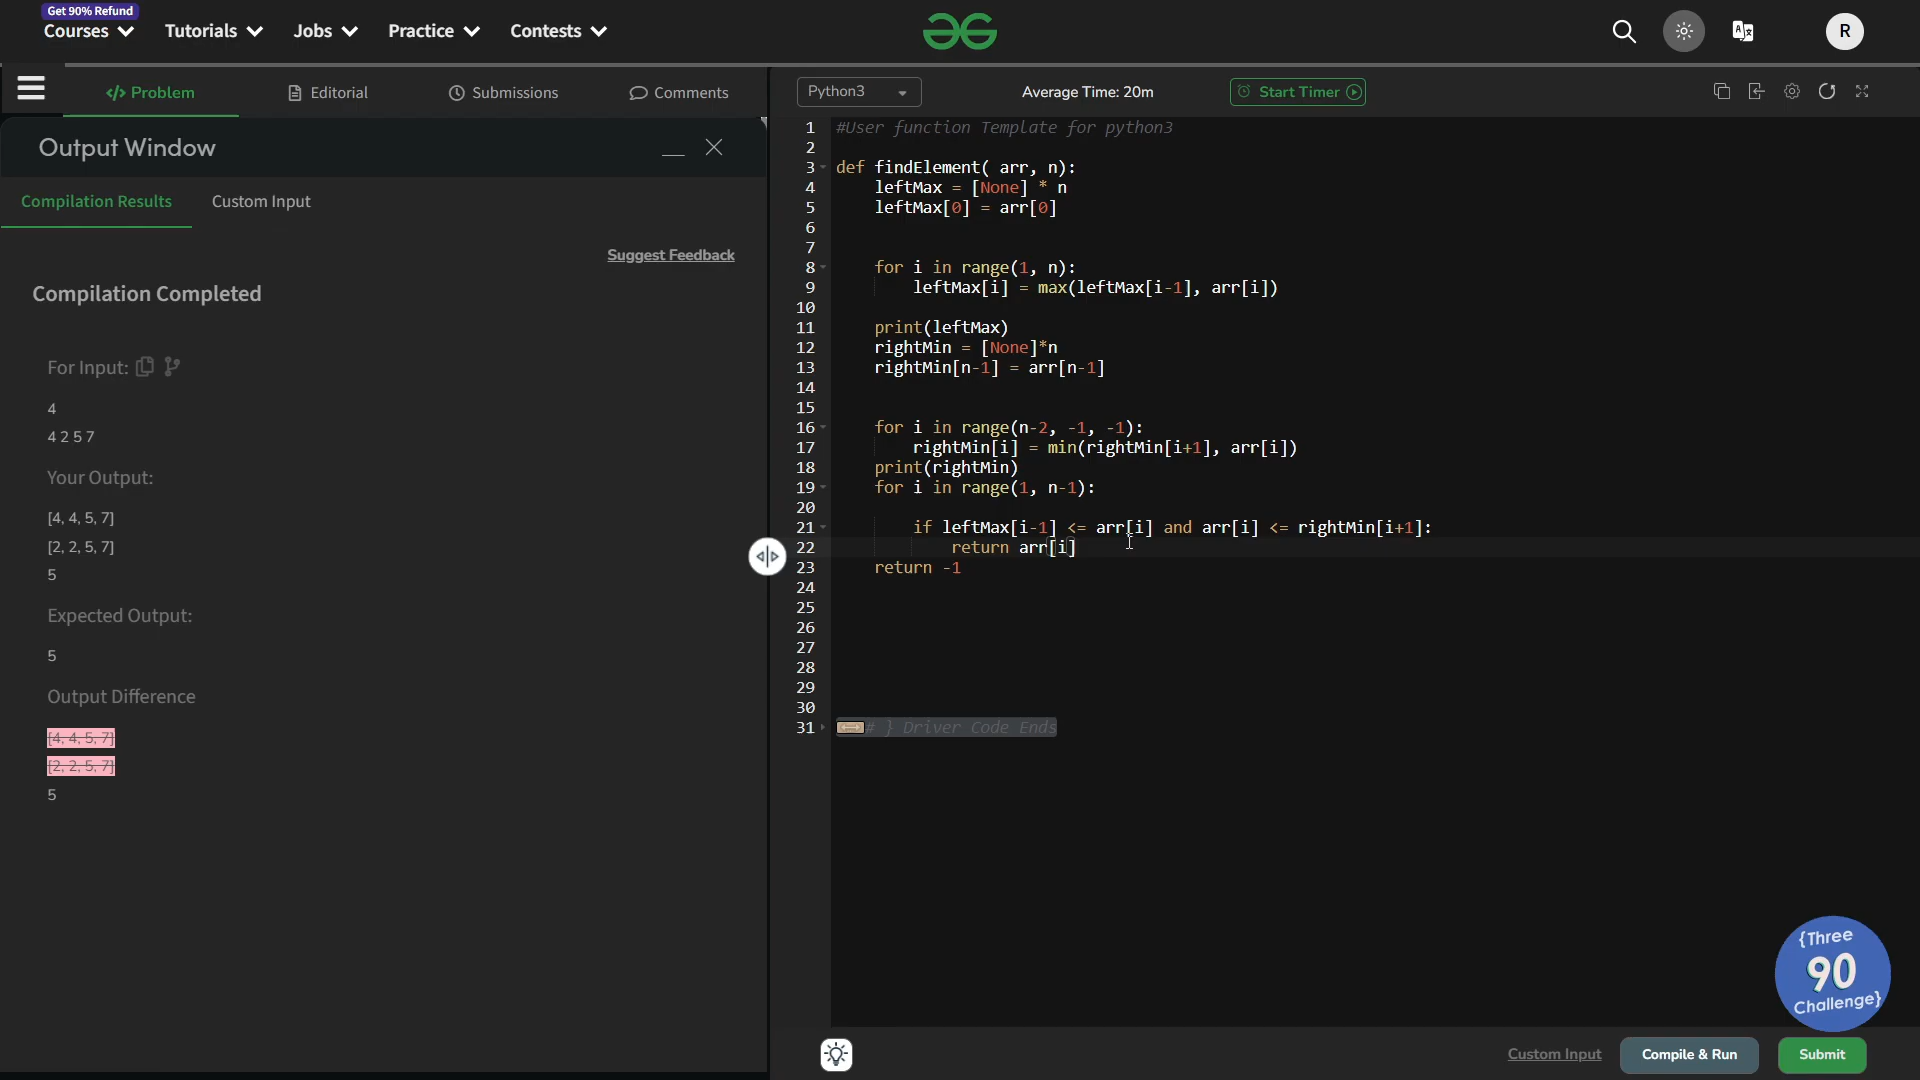 Get 90% Refund
Courses Tutorials Jobs Practice Contests
R
Problem Editorial Submissions Comments
Output Window
Compilation Results Custom Input
Suggest Feedback
Compilation Completed
For Input:
4
4 2 5 7
Your Output:
[4, 4, 5, 7]
[2, 2, 5, 7]
5
Expected Output:
5
Output Difference
[4, 4, 5, 7]
[2, 2, 5, 7]
5
Python3 Average Time: 20m Start Timer
1 #User function Template for python3
2
3 def findElement( arr, n):
4 leftMax = [None] * n
5 leftMax[0] = arr[0]
6
7
8 for i in range(1, n):
9 leftMax[i] = max(leftMax[i-1], arr[i])
10
11 print(leftMax)
12 rightMin = [None]*n
13 rightMin[n-1] = arr[n-1]
14
15
16 for i in range(n-2, -1, -1):
17 rightMin[i] = min(rightMin[i+1], arr[i])
18 print(rightMin)
19 for i in range(1, n-1):
20
21 if leftMax[i-1] <= arr[i] and arr[i] <= rightMin[i+1]:
22 return arr[i]
23 return -1
24
25
26
27
28
29
30
31 # } Driver Code Ends
{Three
90
Challenge}
Custom Input Compile & Run Submit